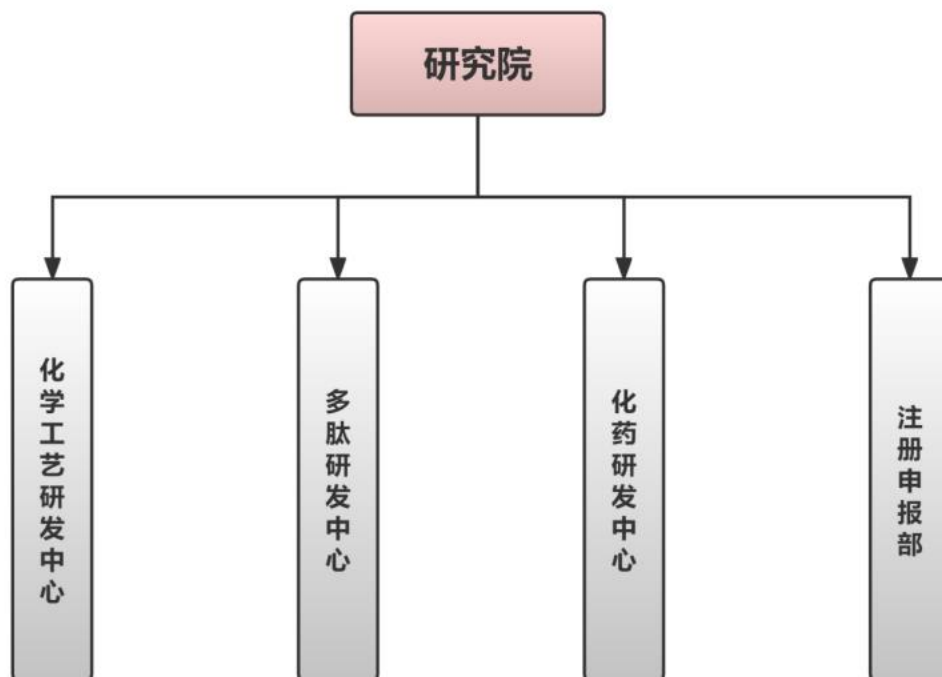 研究院
化学工艺研发中心
多肽研发中心
化药研发中心
注册申报部